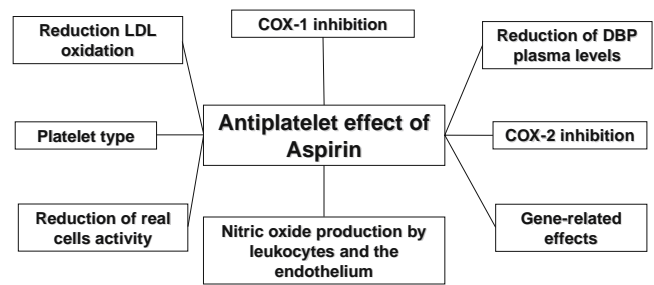 Reduction LDL
oxidation
COX-1 inhibition
Reduction of DBP
plasma levels
Platelet type
Antiplatelet effect of
Aspirin
COX-2 inhibition
Reduction of real
cells activity
Nitric oxide production by
leukocytes and the
endothelium
Gene-related
effects